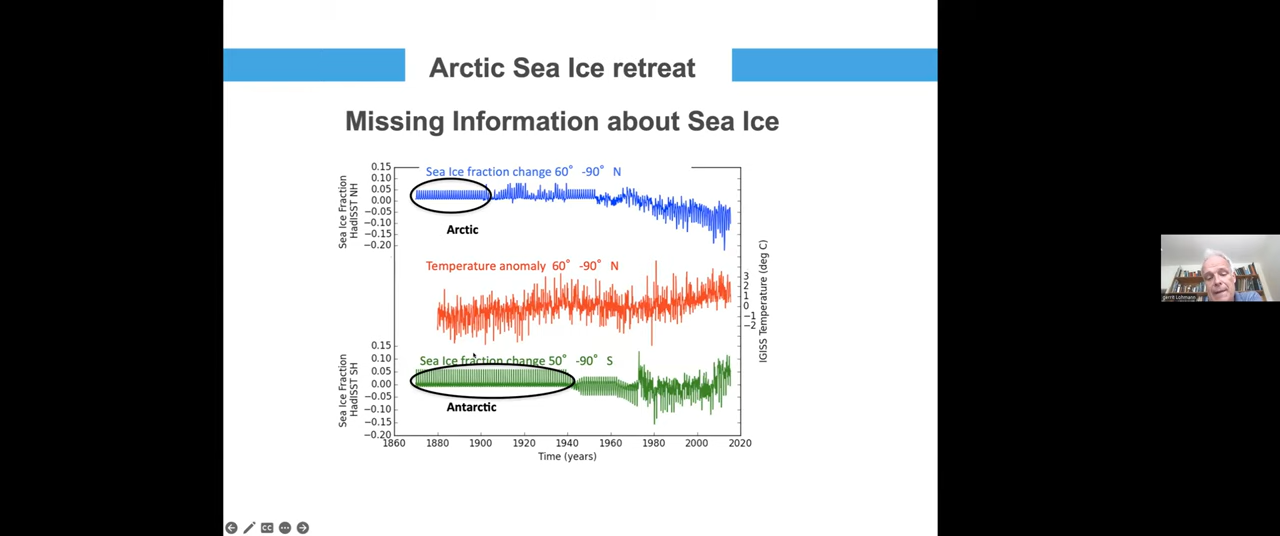 Arctic Sea Ice retreat
Missing Information about Sea Ice
Sea Ice fraction change 60° -90° N
0.15
0.10
0.05
0.00
−0.05
−0.10
−0.15
−0.20
Sea Ice Fraction
HadISST NH
Arctic
Temperature anomaly 60° -90° N
3
2
1
0
−1
−2
IGISS Temperature (deg C)
Sea Ice fraction change 50° -90° S
0.15
0.10
0.05
0.00
−0.05
−0.10
−0.15
−0.20
Sea Ice Fraction
HadISST SH
Antarctic
1860 1880 1900 1920 1940 1960 1980 2000 2020
Time (years)
Gerrit Lohmann
CC